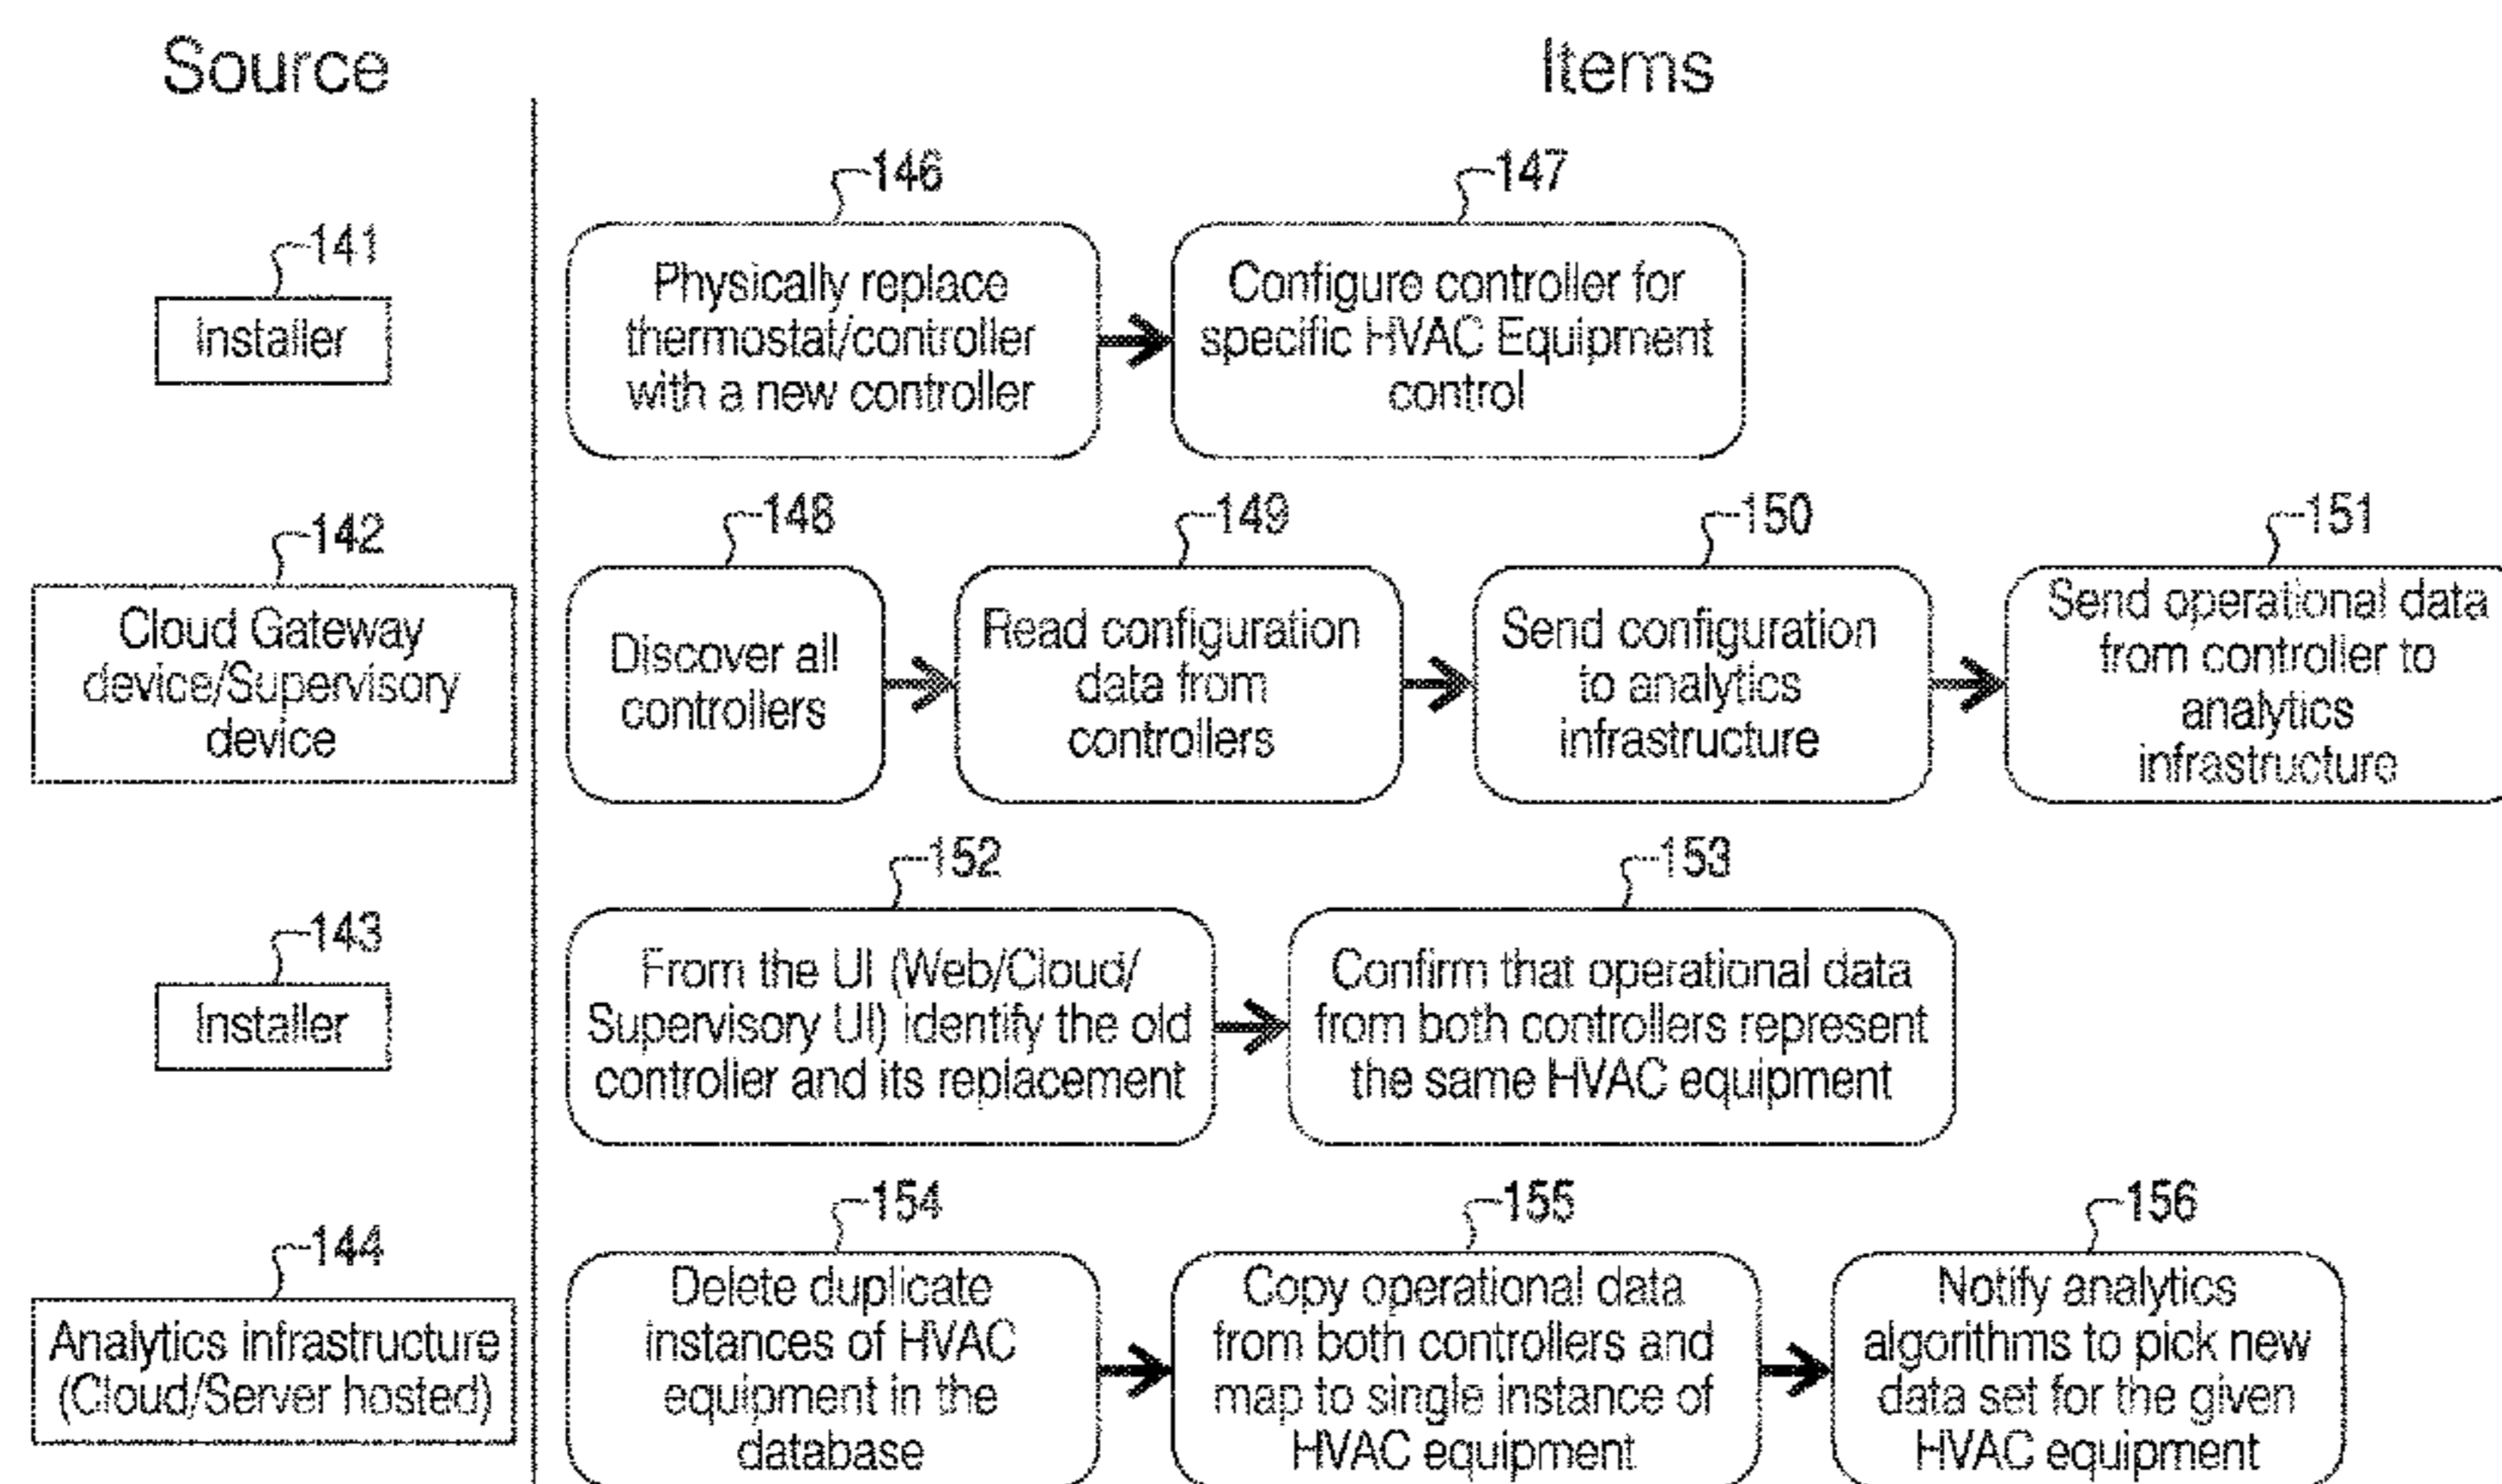 Source
Items
146
147
141
Installer
Physically replace
thermostat/controller
with a new controller
Configure controller for
specific HVAC Equipment
control
142
Cloud Gateway
device/Supervisory
device
148
149
150
151
Discover all
controllers
Read configuration
data from
controllers
Send configuration
to analytics
infrastructure
Send operational data
from controller to
analytics
infrastructure
152
153
143
Installer
From the UI (Web/Cloud/
Supervisory UI) identify the old
controller and its replacement
Confirm that operational data
from both controllers represent
the same HVAC equipment
154
155
156
144
Analytics infrastructure
(Cloud/Server hosted)
Delete duplicate
instances of HVAC
equipment in the
database
Copy operational data
from both controllers and
map to single instance of
HVAC equipment
Notify analytics
algorithms to pick new
data set for the given
HVAC equipment